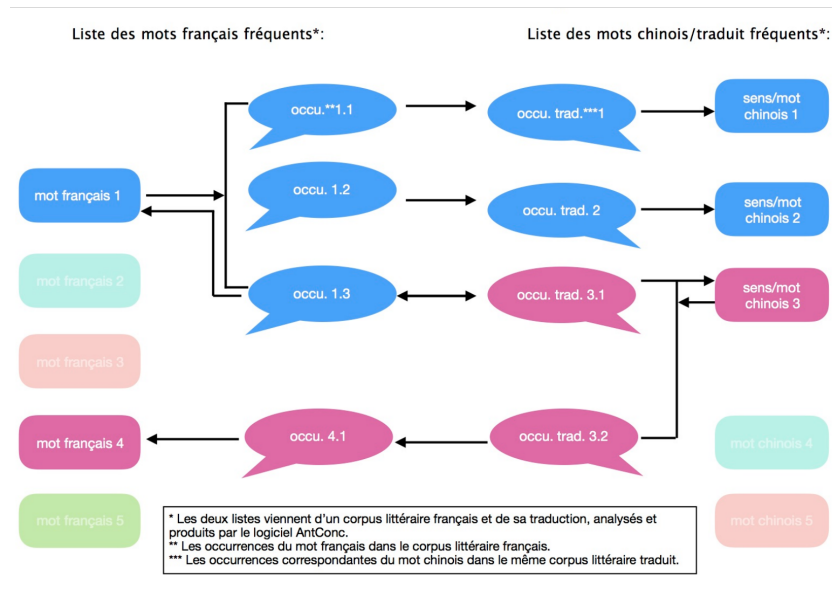 Liste des mots français fréquents*:
Liste des mots chinois/traduit fréquents*:
occu.**1.1
occu. trad.***1
sens/mot
chinois 1
mot français 1
occu. 1.2
occu. trad. 2
sens/mot
chinois 2
mot français 2
occu. 1.3
occu. trad. 3.1
sens/mot
chinois 3
mot français 3
mot français 4
occu. 4.1
occu. trad. 3.2
mot chinois 4
mot français 5
mot chinois 5
* Les deux listes viennent d'un corpus littéraire français et de sa traduction, analysés et
produits par le logiciel AntConc.
** Les occurrences du mot français dans le corpus littéraire français.
*** Les occurrences correspondantes du mot chinois dans le même corpus littéraire traduit.